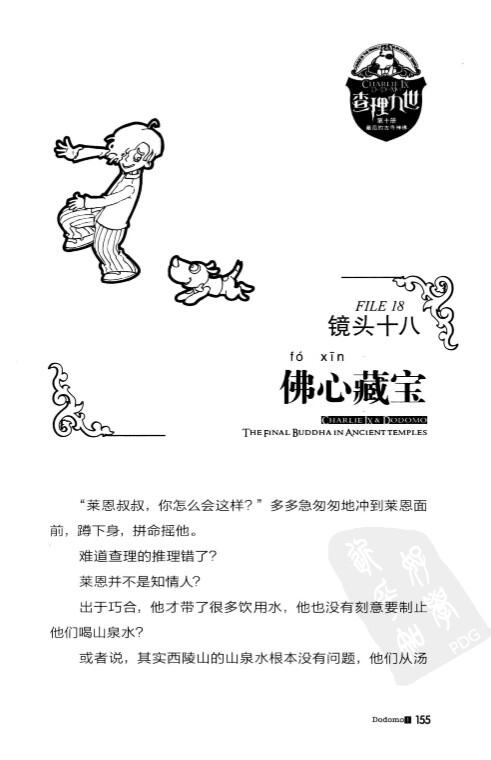 CHARLIE IX
DODOMO
查理九世
第十册
最后的古寺神佛
FILE 18
镜头十八
fó xīn
佛心藏宝
CHARLIE IX & DODOMO
THE FINAL BUDDHA IN ANCIENT TEMPLES
“莱恩叔叔，你怎么会这样？”多多急匆匆地冲到莱恩面
前，蹲下身，拼命摇他。
难道查理的推理错了？
莱恩并不是知情人？
出于巧合，他才带了很多饮用水，他也没有刻意要制止
他们喝山泉水？
或者说，其实西陵山的山泉水根本没有问题，他们从汤
PDG
Dodomo 155